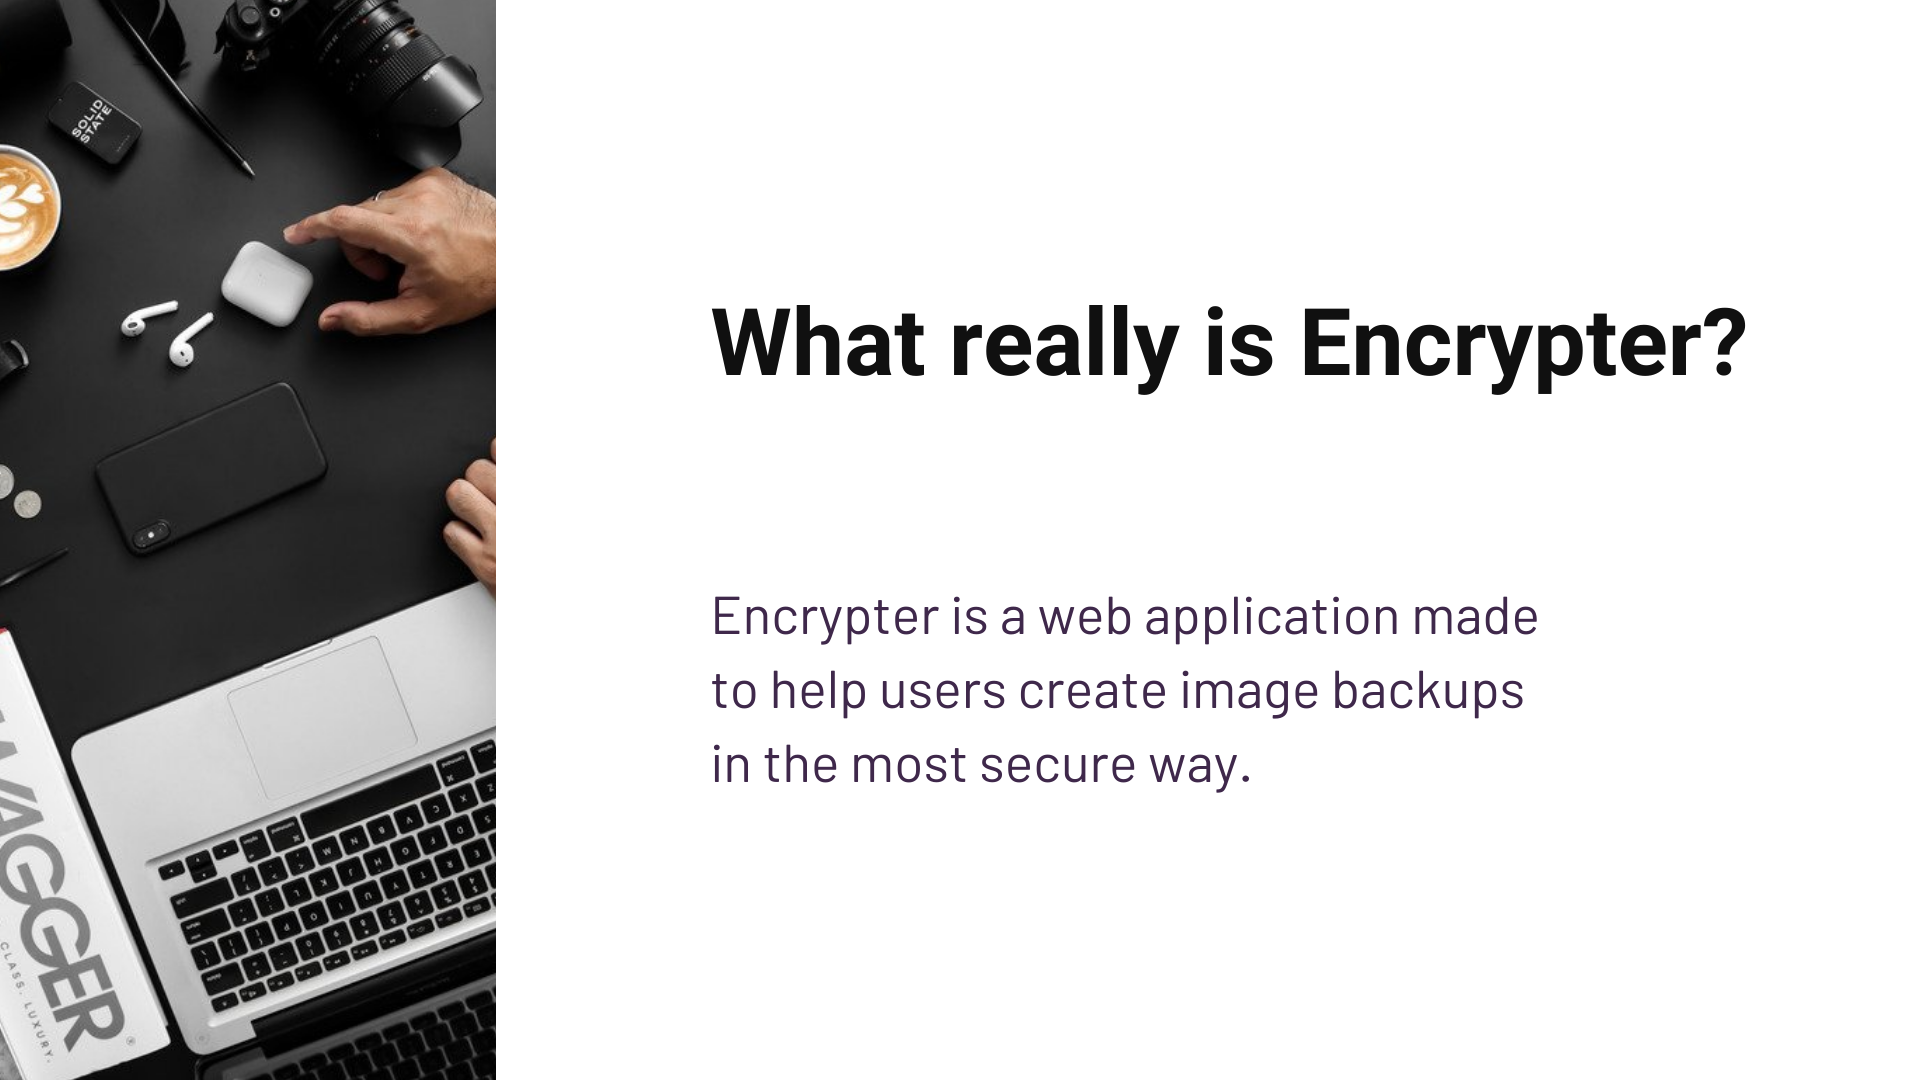 SOLID
STATE
What really is Encrypter?
Encrypter is a web application made
to help users create image backups
in the most secure way.
AGGER
CLASS. LUXURY.